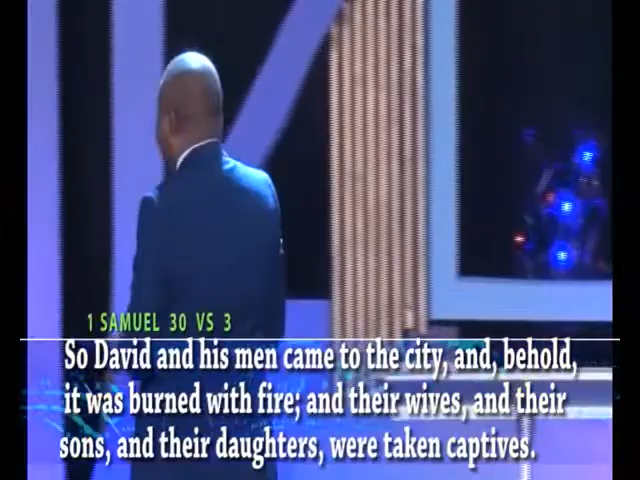 1 SAMUEL 30 VS 3
So David and his men came to the city, and, behold,
it was burned with fire; and their wives, and their
sons, and their daughters, were taken captives.